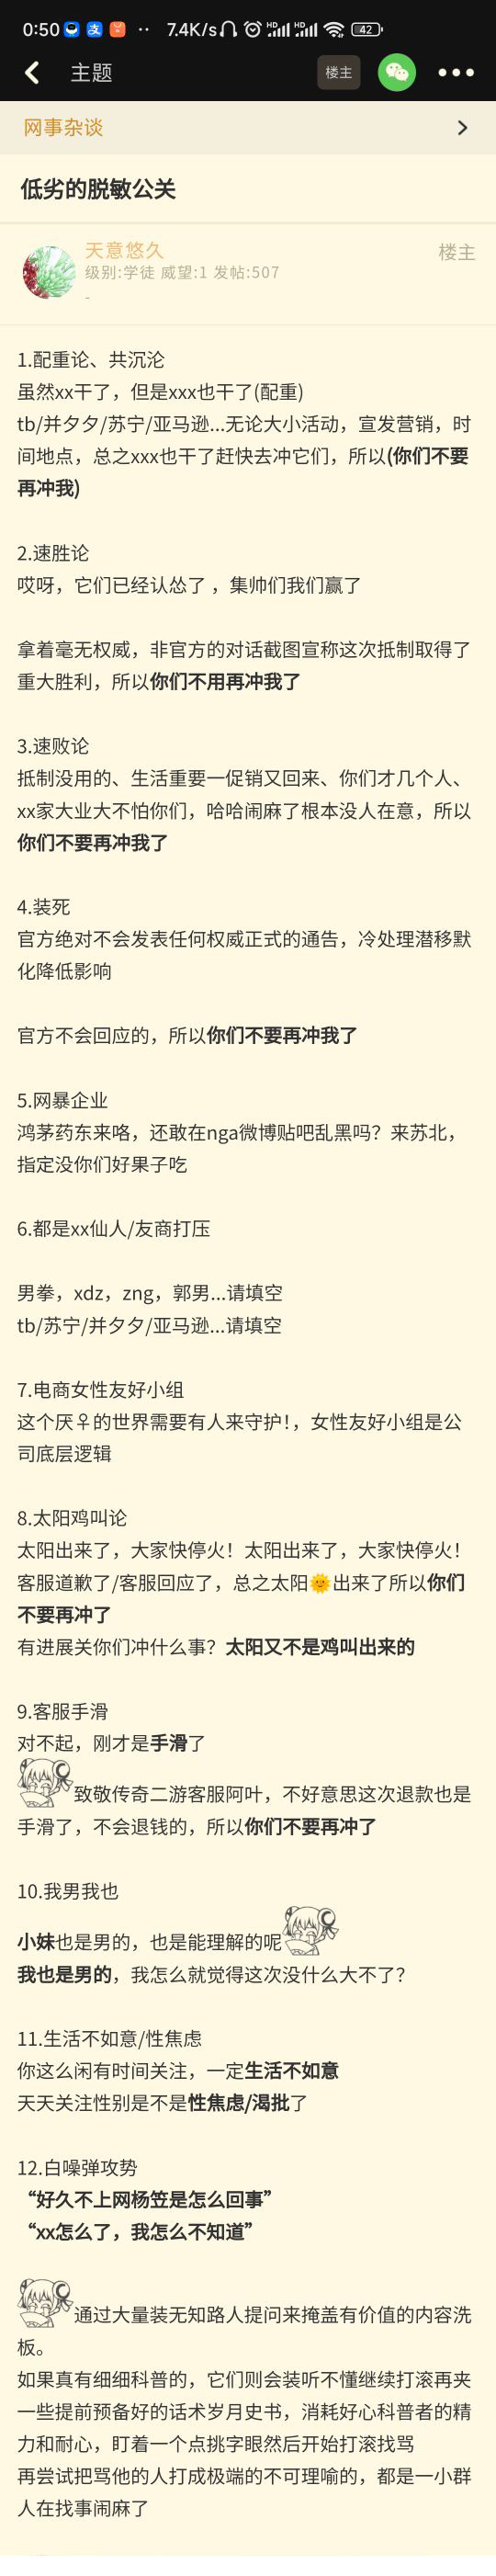 0:50
7.4K/s
HD
HD
42
主题
楼主
网事杂谈
低劣的脱敏公关
天意悠久
楼主
级别:学徒 威望:1 发帖:507
-
1.配重论、共沉沦
虽然xx干了，但是xxx也干了(配重)
tb/并夕夕/苏宁/亚马逊...无论大小活动，宣发营销，时
间地点，总之xxx也干了赶快去冲它们，所以(你们不要
再冲我)
2.速胜论
哎呀，它们已经认怂了 ，集帅们我们赢了
拿着毫无权威，非官方的对话截图宣称这次抵制取得了
重大胜利，所以你们不用再冲我了
3.速败论
抵制没用的、生活重要一促销又回来、你们才几个人、
xx家大业大不怕你们，哈哈闹麻了根本没人在意，所以
你们不要再冲我了
4.装死
官方绝对不会发表任何权威正式的通告，冷处理潜移默
化降低影响
官方不会回应的，所以你们不要再冲我了
5.网暴企业
鸿茅药东来咯，还敢在nga微博贴吧乱黑吗？来苏北，
指定没你们好果子吃
6.都是xx仙人/友商打压
男拳，xdz，zng，郭男...请填空
tb/苏宁/并夕夕/亚马逊...请填空
7.电商女性友好小组
这个厌♀的世界需要有人来守护!，女性友好小组是公
司底层逻辑
8.太阳鸡叫论
太阳出来了，大家快停火！太阳出来了，大家快停火！
客服道歉了/客服回应了，总之太阳🌞出来了所以你们
不要再冲了
有进展关你们冲什么事？太阳又不是鸡叫出来的
9.客服手滑
对不起，刚才是手滑了
致敬传奇二游客服阿叶，不好意思这次退款也是
手滑了，不会退钱的，所以你们不要再冲了
10.我男我也
小妹也是男的，也是能理解的呢
我也是男的，我怎么就觉得这次没什么大不了？
11.生活不如意/性焦虑
你这么闲有时间关注，一定生活不如意
天天关注性别是不是性焦虑/渴批了
12.白噪弹攻势
“好久不上网杨笠是怎么回事”
“xx怎么了，我怎么不知道”
通过大量装无知路人提问来掩盖有价值的内容洗
板。
如果真有细细科普的，它们则会装听不懂继续打滚再夹
一些提前预备好的话术岁月史书，消耗好心科普者的精
力和耐心，盯着一个点挑字眼然后开始打滚找骂
再尝试把骂他的人打成极端的不可理喻的，都是一小群
人在找事闹麻了